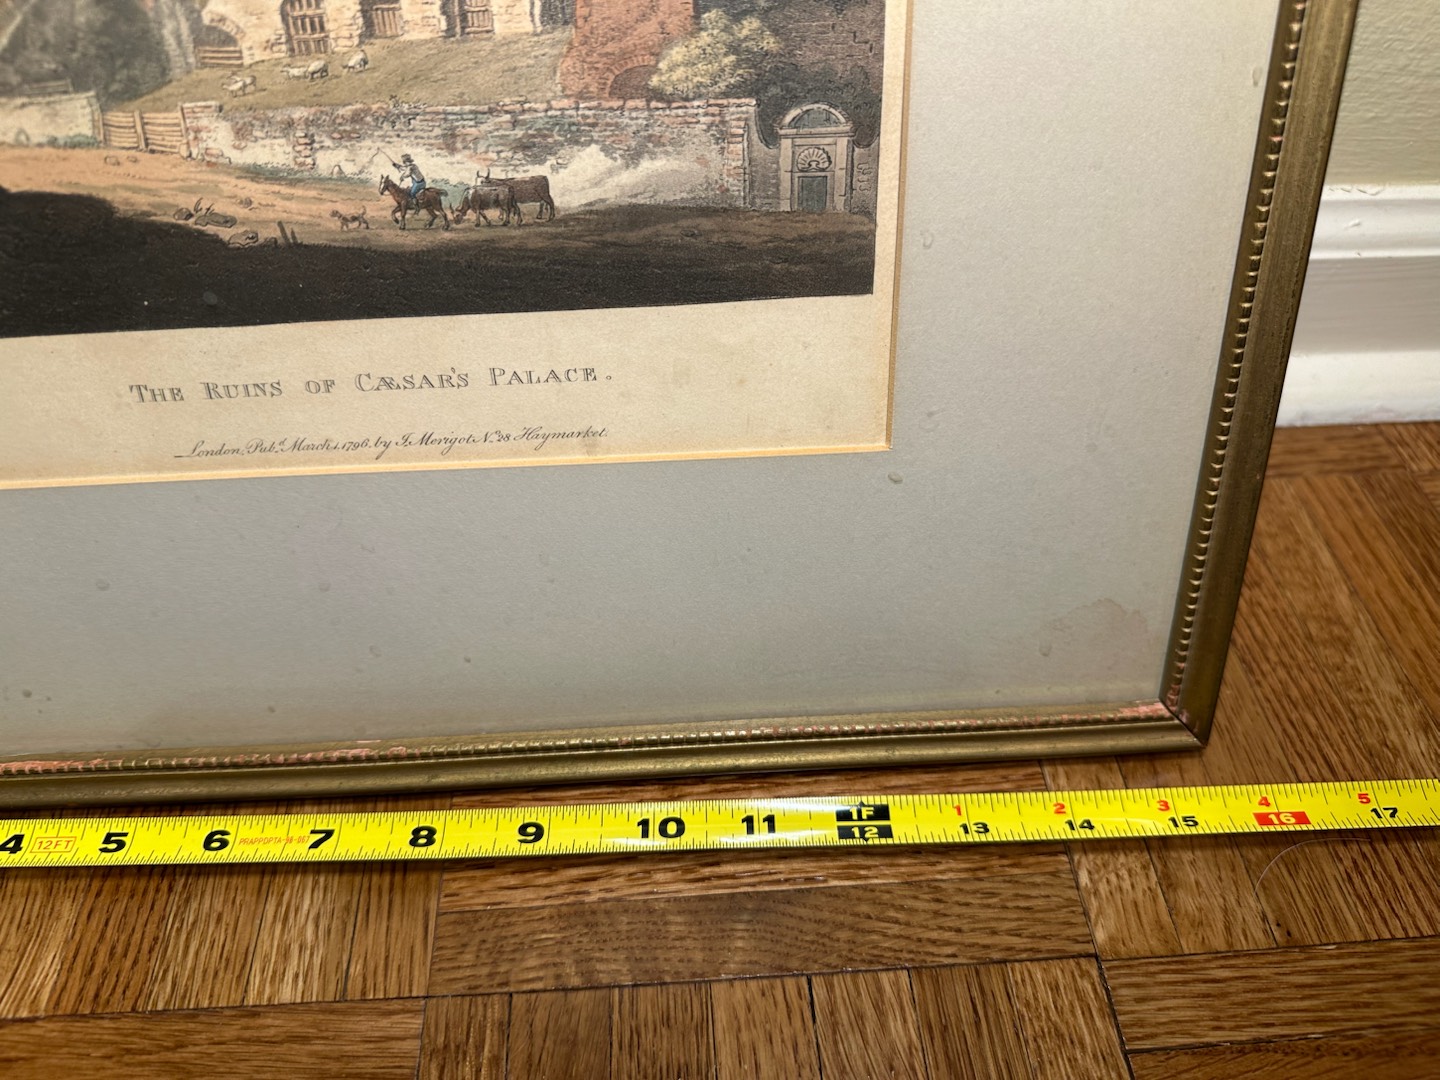 THE RUINS OF CÆSAR'S PALACE.
London, Pubd. March 1. 1796. by J. Merigot No. 28 Haymarket.
1F 1 2 3 4 5
4 12FT 5 6 7 8 9 10 11 12 13 14 15 16 17